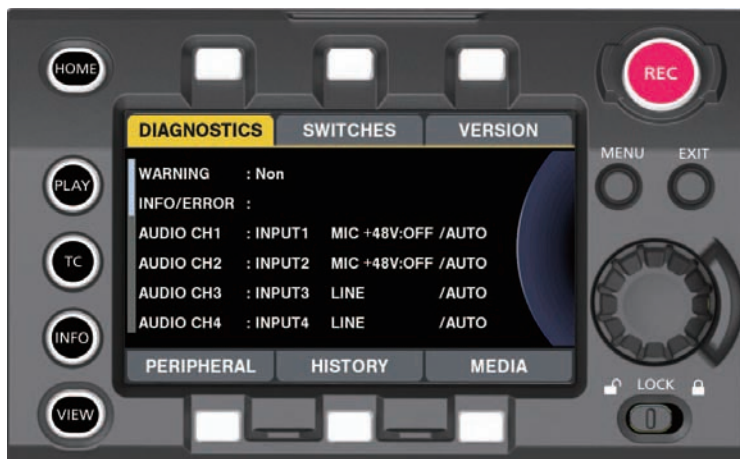 HOME
REC
DIAGNOSTICS SWITCHES VERSION
MENU EXIT
PLAY
WARNING : Non
INFO/ERROR :
AUDIO CH1 : INPUT1 MIC +48V:OFF /AUTO
TC
AUDIO CH2 : INPUT2 MIC +48V:OFF /AUTO
AUDIO CH3 : INPUT3 LINE /AUTO
INFO
AUDIO CH4 : INPUT4 LINE /AUTO
PERIPHERAL HISTORY MEDIA
LOCK
VIEW